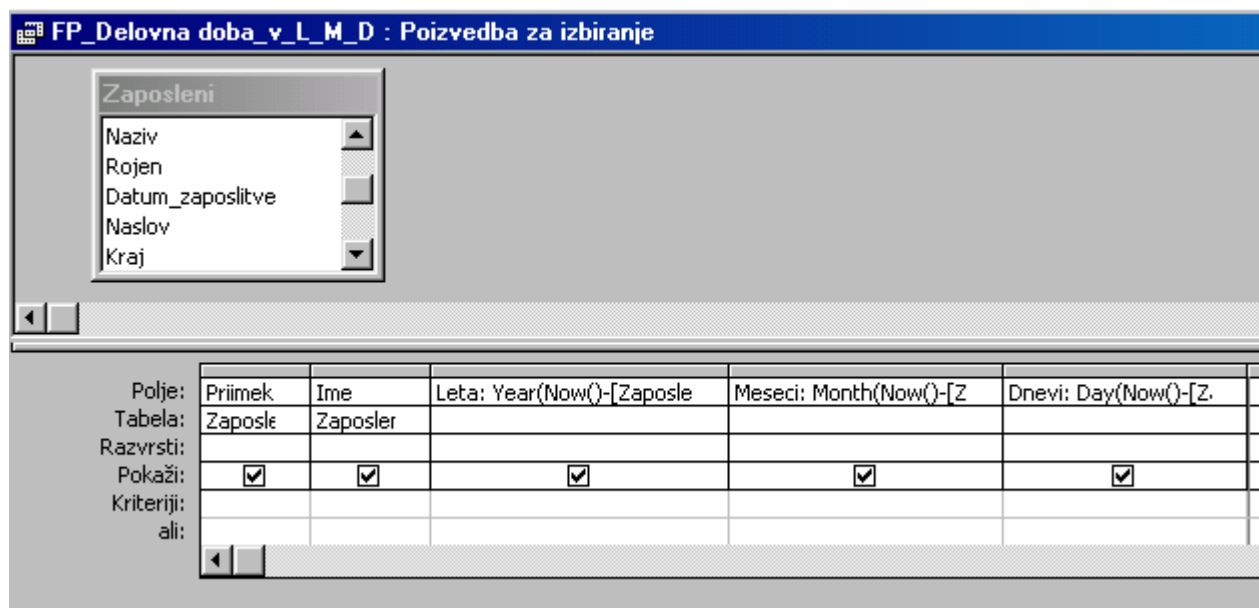 FP_Delovna doba_v_L_M_D : Poizvedba za izbiranje
Zaposleni
Naziv
Rojen
Datum_zaposlitve
Naslov
Kraj
Polje: Priimek Ime Leta: Year(Now()-[Zaposle Meseci: Month(Now()-[Z Dnevi: Day(Now()-[Z.
Tabela: Zaposle Zaposler
Razvrsti:
Pokaži:
Kriteriji:
ali: